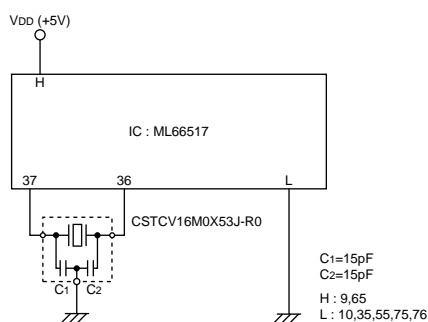 VDD (+5V)
H
IC : ML66517
37 36 L
CSTCV16M0X53J-R0
C1 C2
C1=15pF
C2=15pF
H : 9,65
L : 10,35,55,75,76